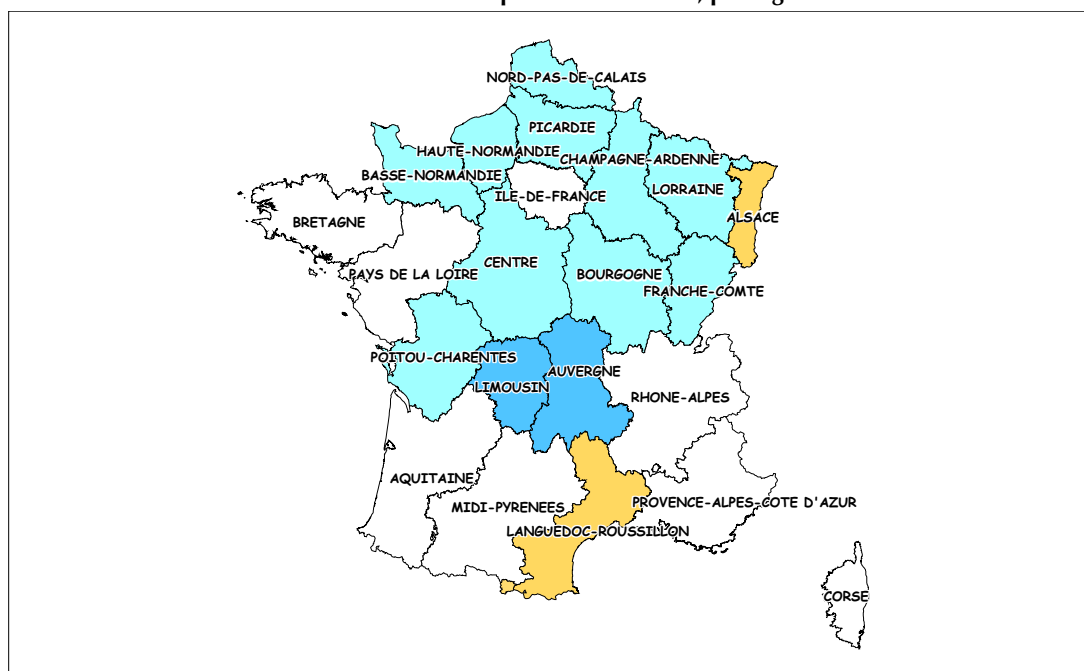 NORD-PAS-DE-CALAIS
PICARDIE
HAUTE-NORMANDIE
CHAMPAGNE-ARDENNE
BASSE-NORMANDIE
LORRAINE
ILE-DE-FRANCE
ALSACE
BRETAGNE
CENTRE
PAYS DE LA LOIRE
BOURGOGNE
FRANCHE-COMTE
POITOU-CHARENTES
AUVERGNE
LIMOUSIN
RHONE-ALPES
AQUITAINE
PROVENCE-ALPES-COTE D'AZUR
MIDI-PYRENEES
LANGUEDOC-ROUSSILLON
CORSE